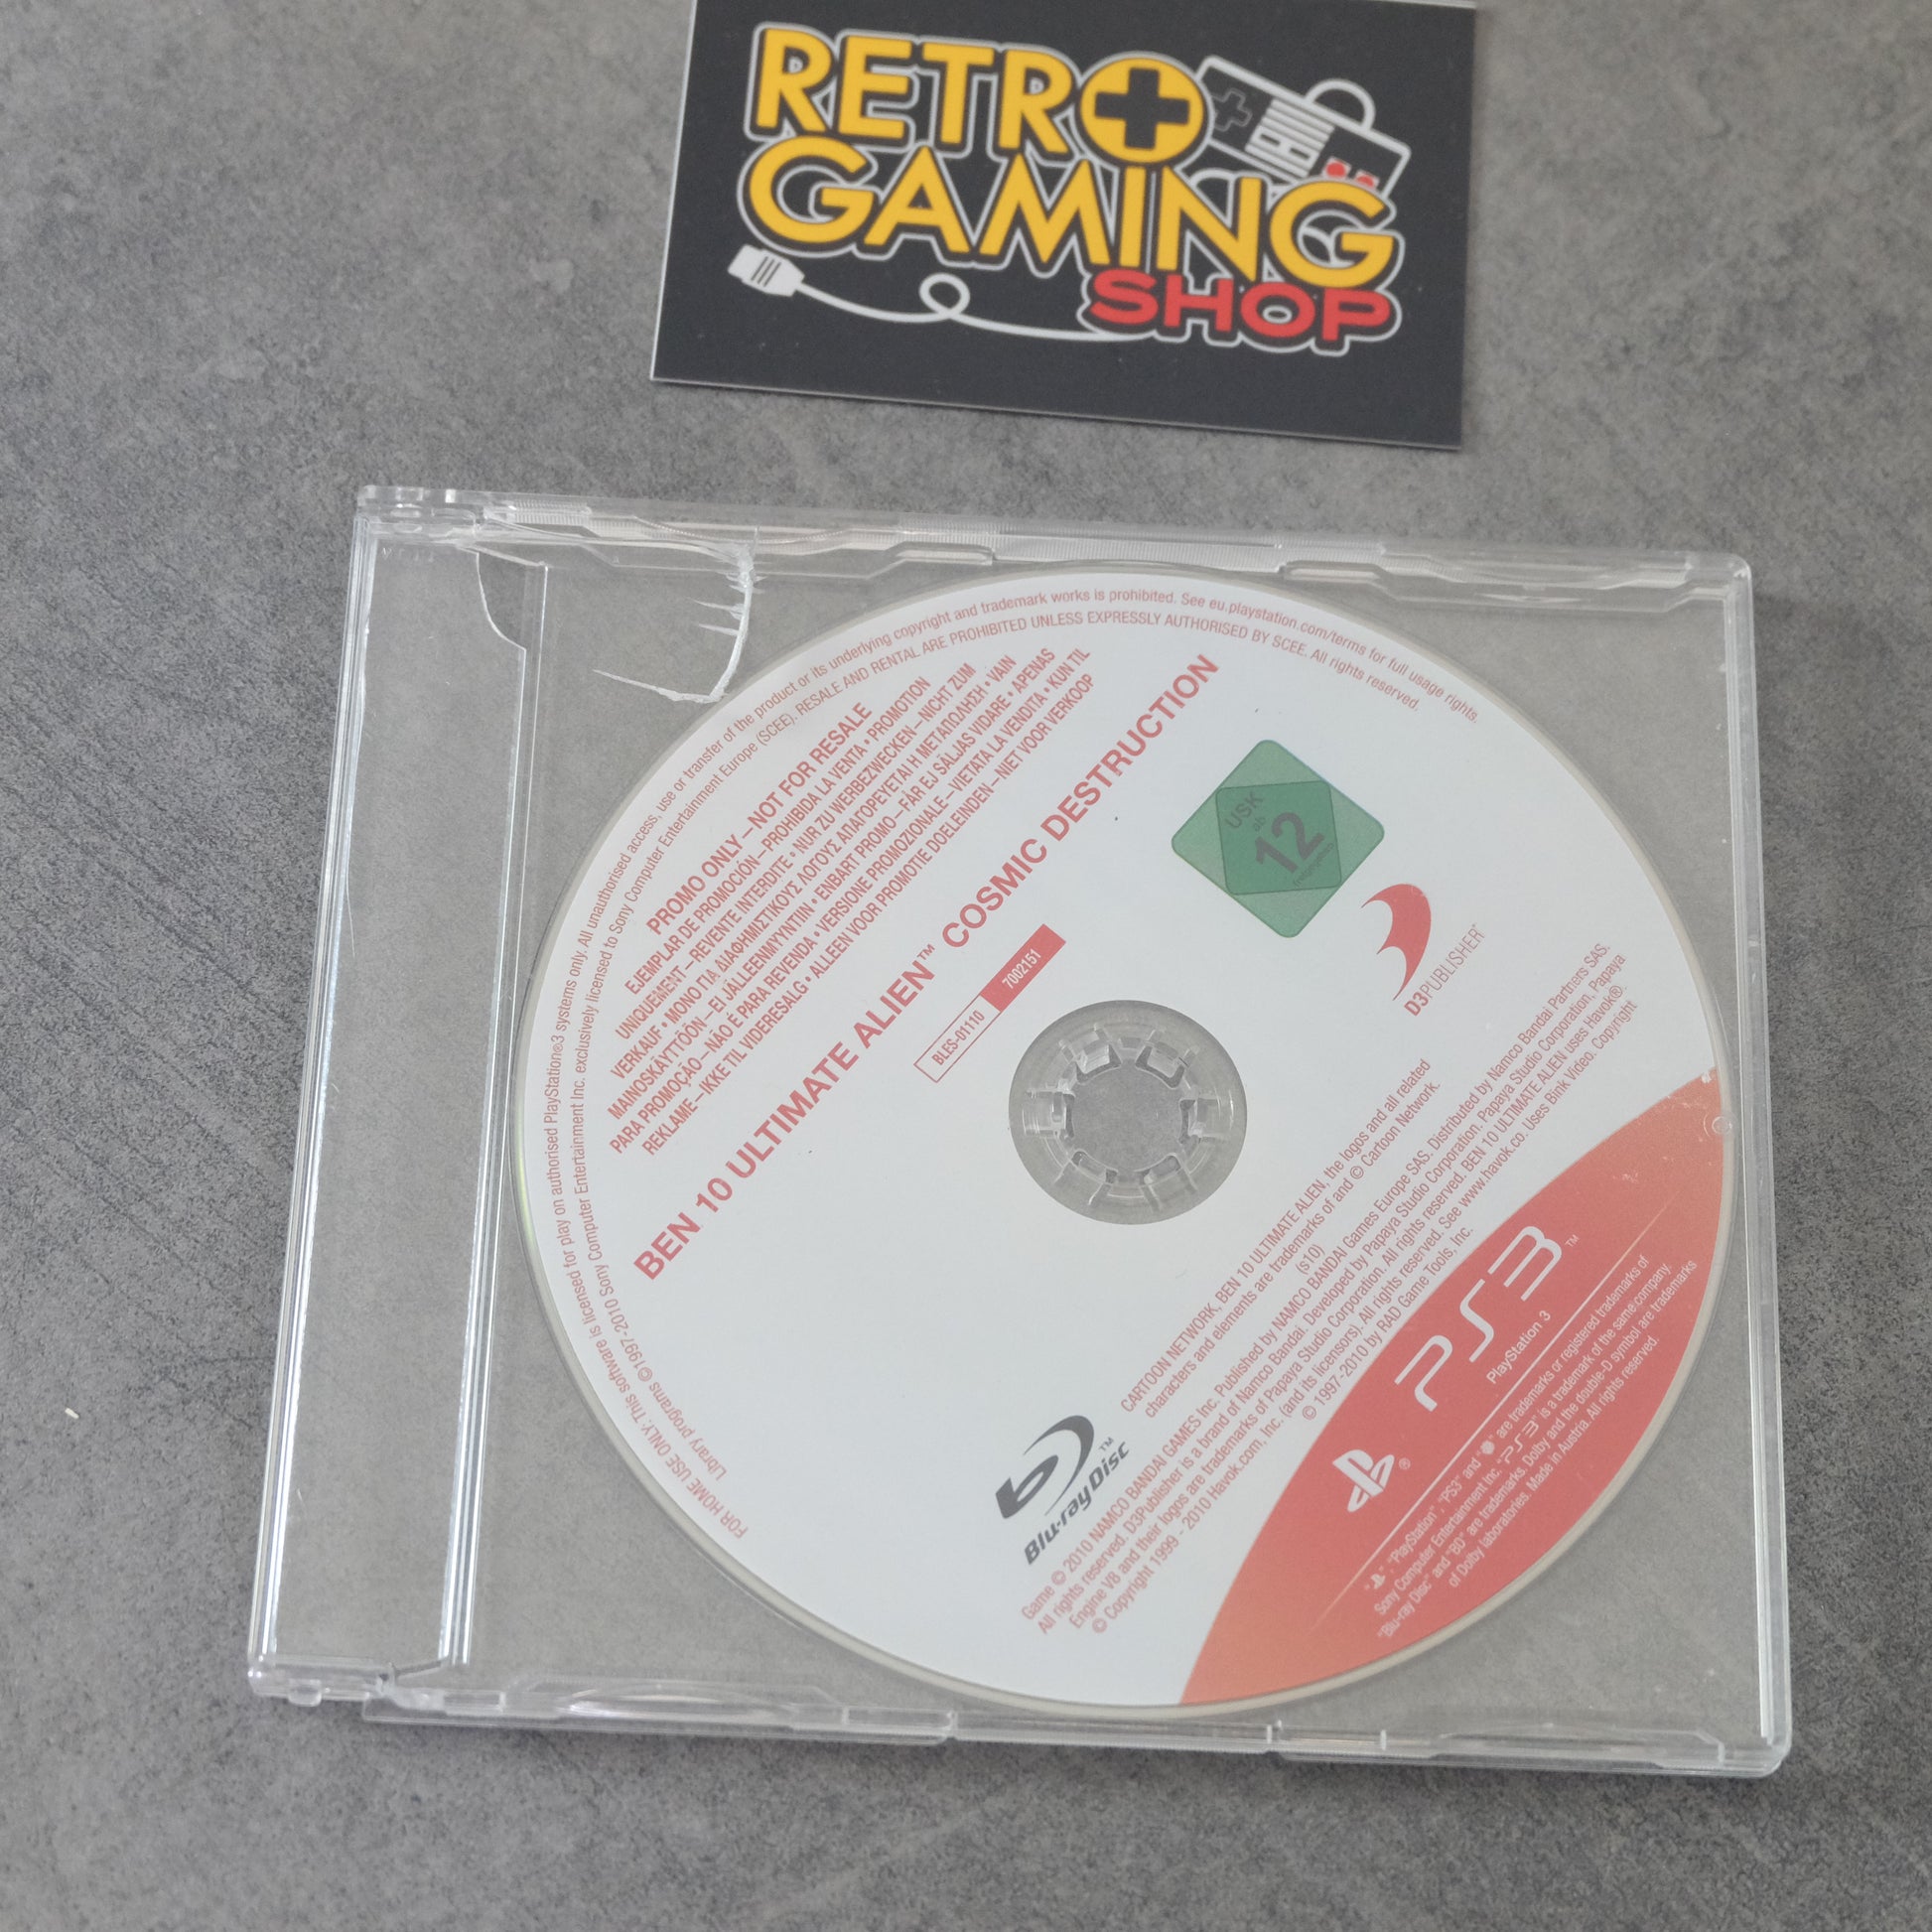 RETRO
GAMING
SHOP
FOR HOME USE ONLY: This software is licensed for play on authorised PlayStation®3 systems only. All unauthorised access, use or transfer of the product or its underlying copyright and trademark works is prohibited. See eu.playstation.com/terms for full usage rights.
Library programs ©1997-2010 Sony Computer Entertainment Inc. exclusively licensed to Sony Computer Entertainment Europe (SCEE). RESALE AND RENTAL ARE PROHIBITED UNLESS EXPRESSLY AUTHORISED BY SCEE. All rights reserved.
PROMO ONLY – NOT FOR RESALE
EJEMPLAR DE PROMOCIÓN – PROHIBIDA LA VENTA • PROMOTION
UNIQUEMENT – REVENTE INTERDITE • NUR ZU WERBEZWECKEN – NICHT ZUM
VERKAUF • ΜΟΝΟ ΓΙΑ ΔΙΑΦΗΜΙΣΤΙΚΟΥΣ ΛΟΓΟΥΣ ΑΠΑΓΟΡΕΥΕΤΑΙ Η ΜΕΤΑΠΩΛΗΣΗ • VAIN
MAINOSKÄYTTÖÖN – EI JÄLLEENMYYNTIIN • ENBART PROMO – FÅR EJ SÄLJAS VIDARE • APENAS
PARA PROMOÇÃO – NÃO É PARA REVENDA • VERSIONE PROMOZIONALE – VIETATA LA VENDITA • KUN TIL
REKLAME – IKKE TIL VIDERESALG • ALLEEN VOOR PROMOTIE DOELEINDEN – NIET VOOR VERKOOP
BEN 10 ULTIMATE ALIEN™ COSMIC DESTRUCTION
BLES-01110 7002151
USK
ab
12
freigegeben
D3PUBLISHER
CARTOON NETWORK, BEN 10 ULTIMATE ALIEN, the logos and all related
characters and elements are trademarks of and © Cartoon Network.
(s10)
Game © 2010 NAMCO BANDAI GAMES Inc. Published by NAMCO BANDAI Games Europe SAS. Distributed by Namco Bandai Partners SAS.
All rights reserved. D3Publisher is a brand of Namco Bandai. Developed by Papaya Studio Corporation. Papaya Studio Corporation. Papaya
Engine V8 and their logos are trademarks of Papaya Studio Corporation. All rights reserved. BEN 10 ULTIMATE ALIEN uses Havok®.
© Copyright 1999 - 2010 Havok.com, Inc. (and its licensors). All rights reserved. See www.havok.co. Uses Bink Video. Copyright
© 1997-2010 by RAD Game Tools, Inc.
Blu-ray Disc™
PS3™
PlayStation 3
®
"PlayStation", "PS3" and are trademarks or registered trademarks of
Sony Computer Entertainment Inc. "PS3" is a trademark of the same company.
"Blu-ray Disc" and "BD" are trademarks. Dolby and the double-D symbol are trademarks
of Dolby laboratories. Made in Austria. All rights reserved.